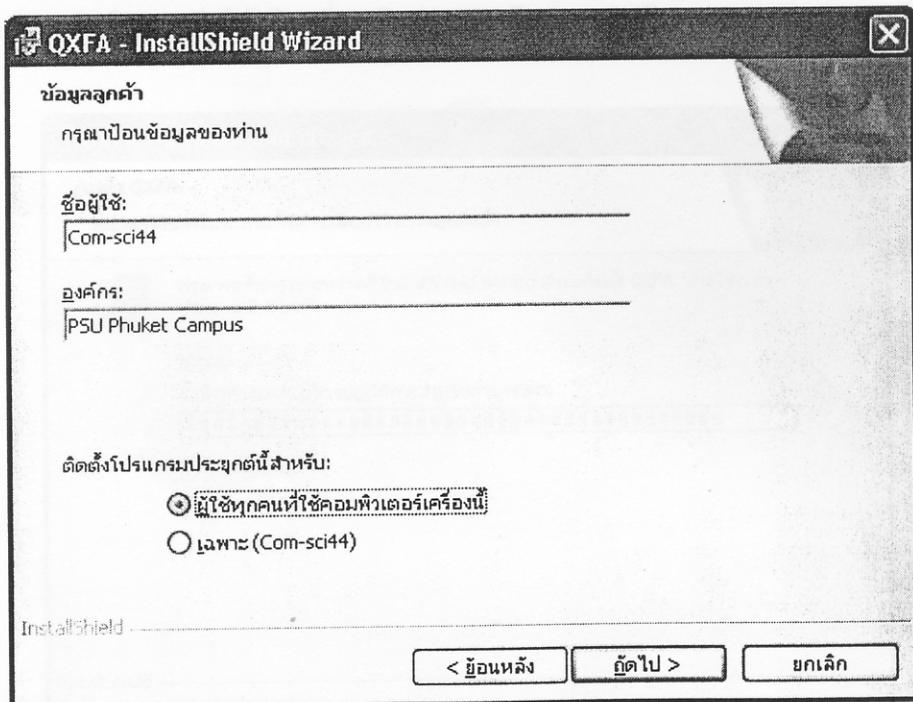 QXFA - InstallShield Wizard
ข้อมูลลูกค้า
กรุณาป้อนข้อมูลของท่าน
ชื่อผู้ใช้:
Com-sci44
องค์กร:
PSU Phuket Campus
ติดตั้งโปรแกรมประยุกต์นี้สำหรับ:
ผู้ใช้ทุกคนที่ใช้คอมพิวเตอร์เครื่องนี้
เฉพาะ (Com-sci44)
InstallShield
< ย้อนหลัง
ถัดไป >
ยกเลิก